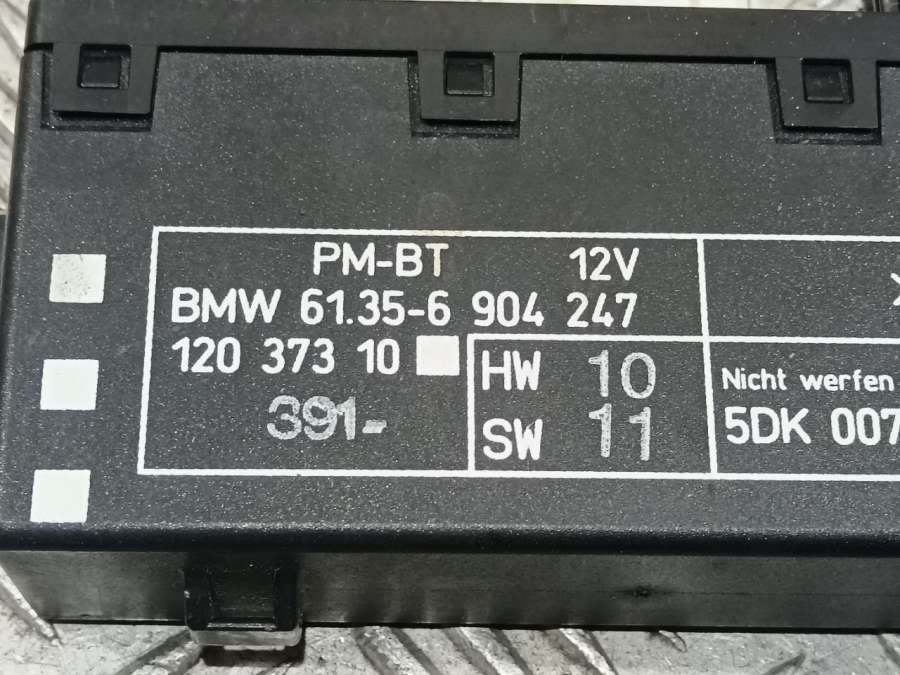 PM-BT 12V
BMW 61.35-6 904 247
120 373 10
391-
HW 10
SW 11
Nicht werfen
5DK 007